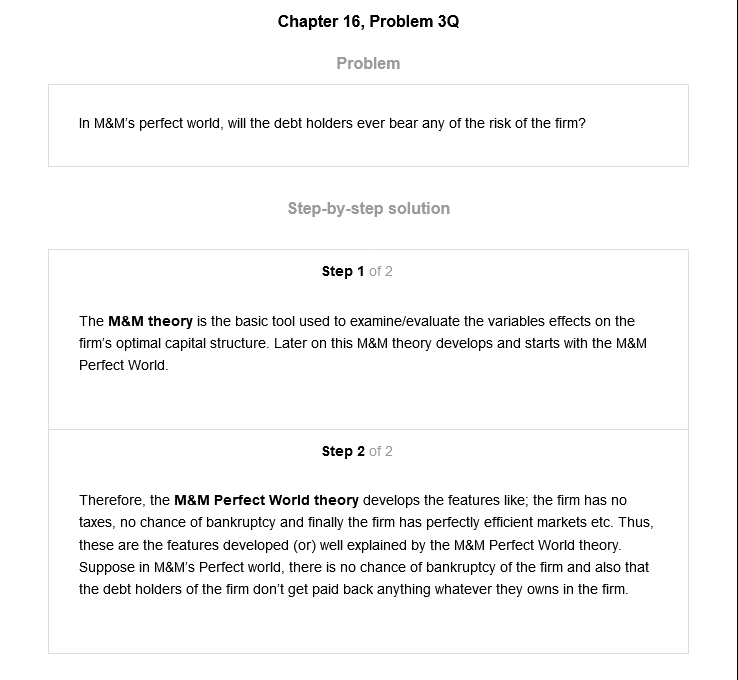 Chapter 16, Problem 3Q
Problem
In M&M's perfect world, will the debt holders ever bear any of the risk of the firm?
Step-by-step solution
Step 1 of 2
The M&M theory is the basic tool used to examine/evaluate the variables effects on the
firm's optimal capital structure. Later on this M&M theory develops and starts with the M&M
Perfect World.
Step 2 of 2
Therefore, the M&M Perfect World theory develops the features like; the firm has no
taxes, no chance of bankruptcy and finally the firm has perfectly efficient markets etc. Thus,
these are the features developed (or) well explained by the M&M Perfect World theory.
Suppose in M&M's Perfect world, there is no chance of bankruptcy of the firm and also that
the debt holders of the firm don't get paid back anything whatever they owns in the firm.